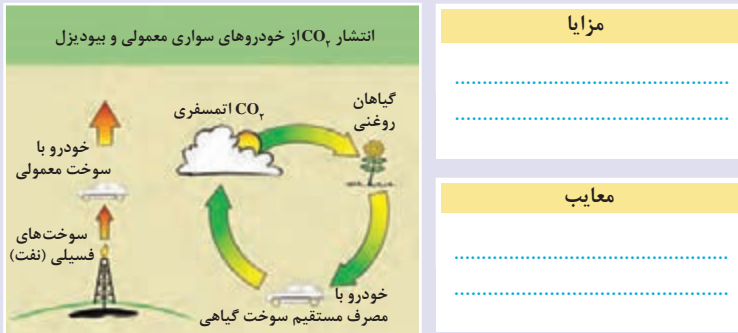 انتشار CO۲ از خودروهای سواری معمولی و بیودیزل
گیاهان
روغنی
CO۲ اتمسفری
خودرو با
سوخت معمولی
سوخت‌های
فسیلی (نفت)
خودرو با
مصرف مستقیم سوخت گیاهی
مزایا
..................................................
..................................................
معایب
..................................................
..................................................